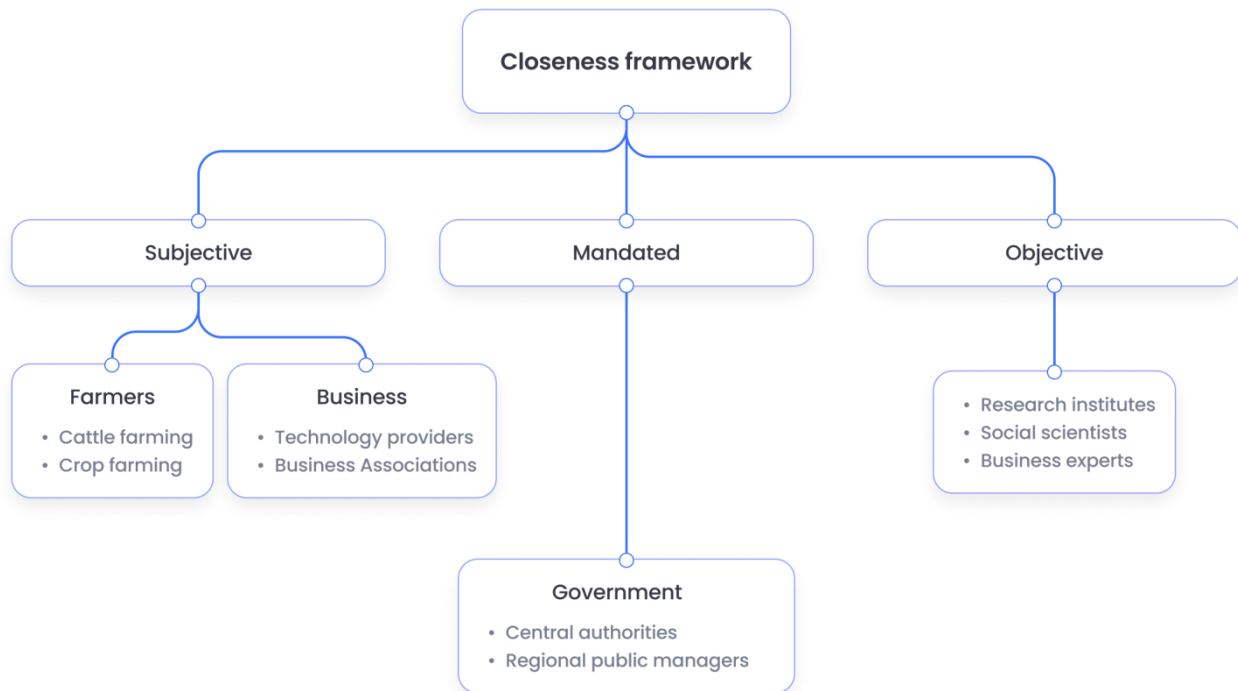 Closeness framework
Subjective
Mandated
Objective
Farmers
• Cattle farming
• Crop farming
Business
• Technology providers
• Business Associations
• Research institutes
• Social scientists
• Business experts
Government
• Central authorities
• Regional public managers